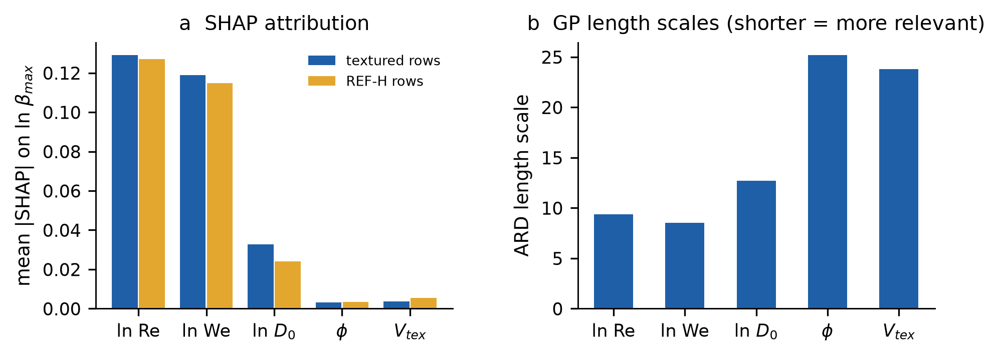 a SHAP attribution
mean |SHAP| on ln βmax
0.12
0.10
0.08
0.06
0.04
0.02
0.00
textured rows
REF-H rows
ln Re
ln We
ln D0
ϕ
Vtex
b GP length scales (shorter = more relevant)
ARD length scale
25
20
15
10
5
0
ln Re
ln We
ln D0
ϕ
Vtex